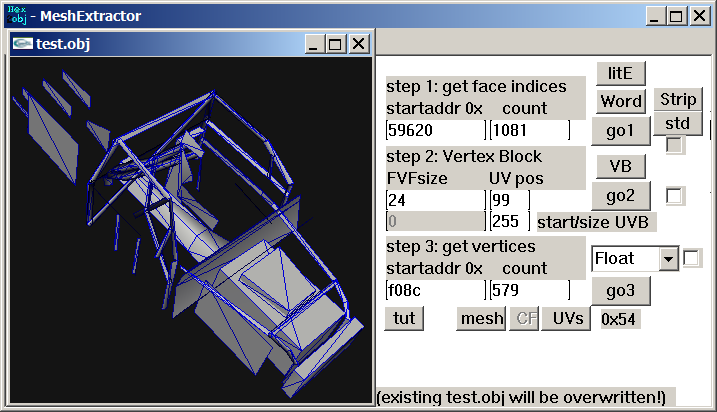 Hex
obj - MeshExtractor
test.obj
step 1: get face indices
startaddr 0x count
59620 1081
litE
Word
go1
Strip
std
step 2: Vertex Block
FVFsize UV pos
24 99
0 255 start/size UVB
VB
go2
step 3: get vertices
startaddr 0x count
f08c 579
Float
go3
tut mesh CF UVs 0x54
(existing test.obj will be overwritten!)